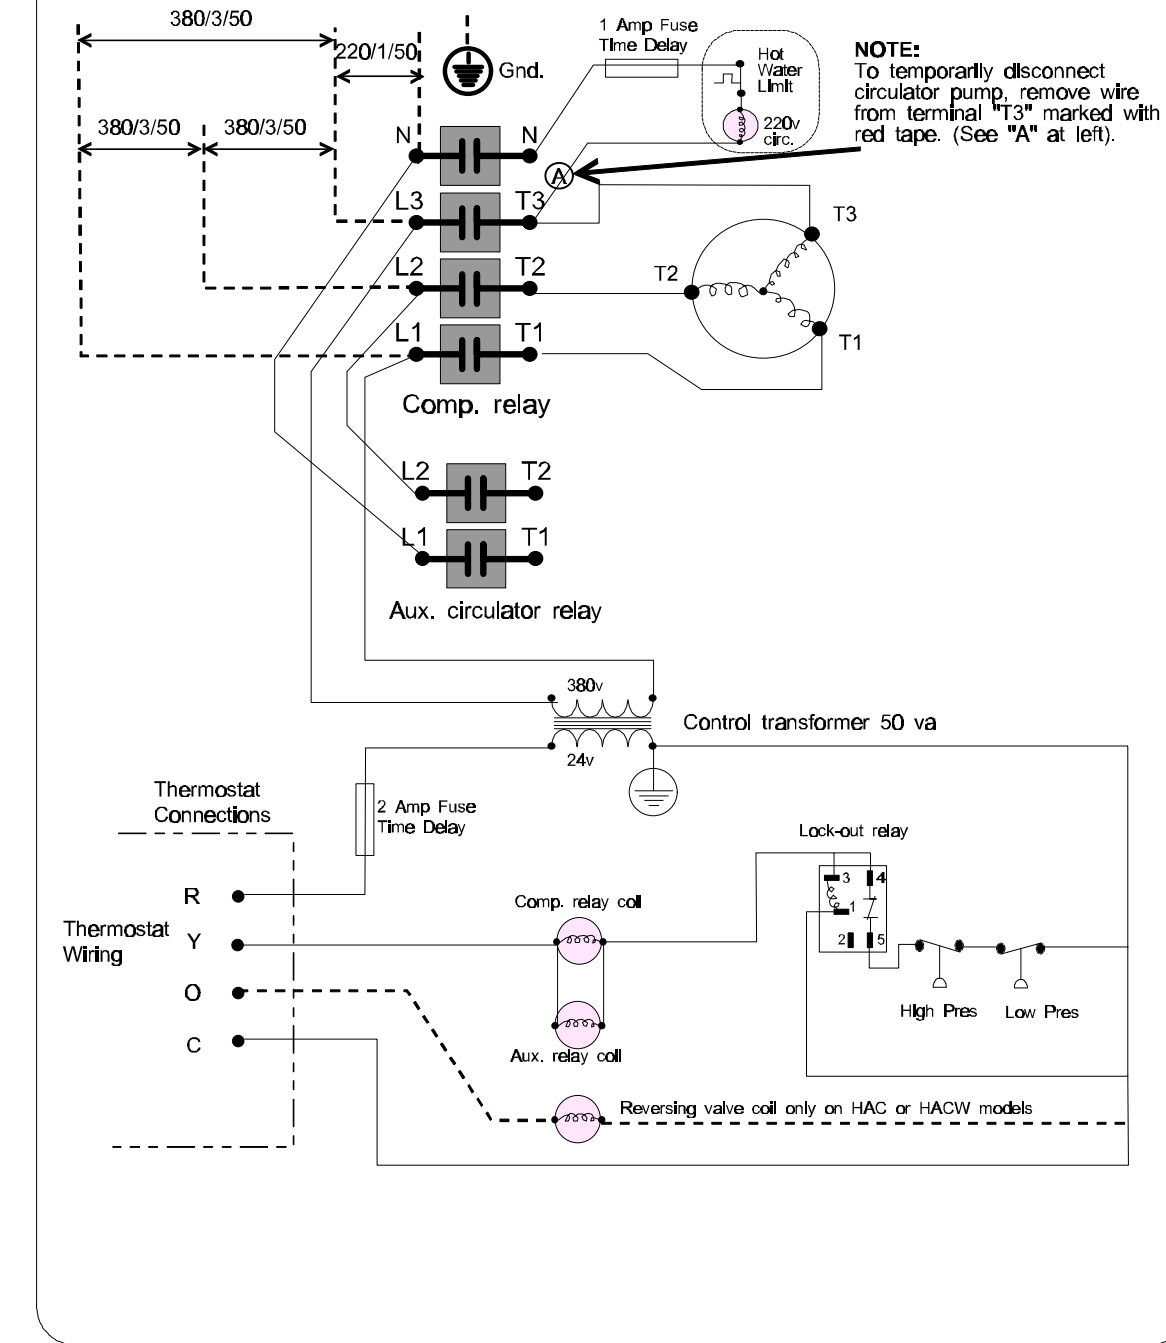 380/3/50
220/1/50
Gnd.
1 Amp Fuse
Time Delay
Hot
Water
Limit
220v
circ.
NOTE:
To temporarily disconnect
circulator pump, remove wire
from terminal "T3" marked with
red tape. (See "A" at left).
380/3/50
380/3/50
N
N
A
L3
T3
L2
T2
L1
T1
T3
T2
T1
Comp. relay
L2
T2
L1
T1
Aux. circulator relay
380v
Control transformer 50 va
24v
Thermostat
Connections
2 Amp Fuse
Time Delay
Lock-out relay
3
4
1
2
5
R
Thermostat
Wiring
Y
O
C
Comp. relay coil
High Pres
Low Pres
Aux. relay coil
Reversing valve coil only on HAC or HACW models